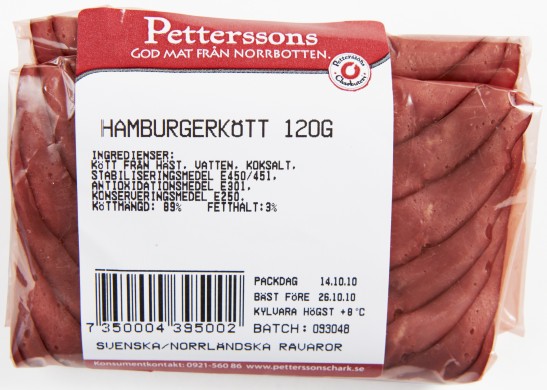 Petterssons
GOD MAT FRÅN NORRBOTTEN.
Petterssons
Charkuteri
HAMBURGERKÖTT 120G
INGREDIENSER:
KÖTT FRÅN HÄST, VATTEN, KOKSALT,
STABILISERINGSMEDEL E450/451,
ANTIOXIDATIONSMEDEL E301,
KONSERVERINGSMEDEL E250.
KÖTTMÄNGD: 89% FETTHALT:3%
PACKDAG 14.10.10
BÄST FÖRE 26.10.10
KYLVARA HÖGST +8°C
7 350004 395002 BATCH: 093048
SVENSKA/NORRLÄNDSKA RÅVAROR
Konsumentkontakt: 0921-560 86 www.petterssonschark.se